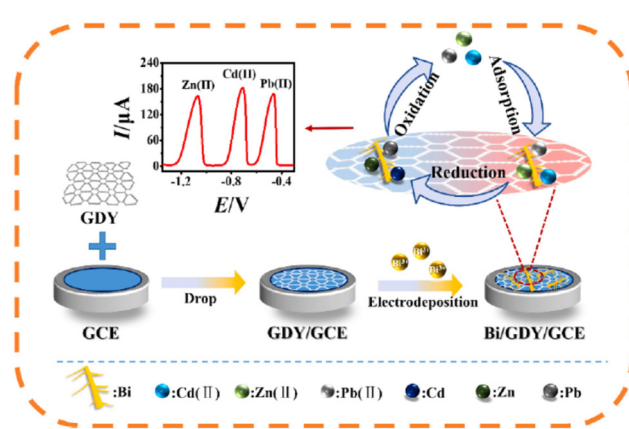 240
180
120
60
0
I/μA
Zn(II)
Cd(II)
Pb(II)
-1,2
-0,8
-0,4
E/V
Oxidation
Adsorption
Reduction
GDY
GCE
Drop
GDY/GCE
Electrodeposition
Bi/GDY/GCE
:Bi
:Cd(Ⅱ)
:Zn(Ⅱ)
:Pb(Ⅱ)
:Cd
:Zn
:Pb